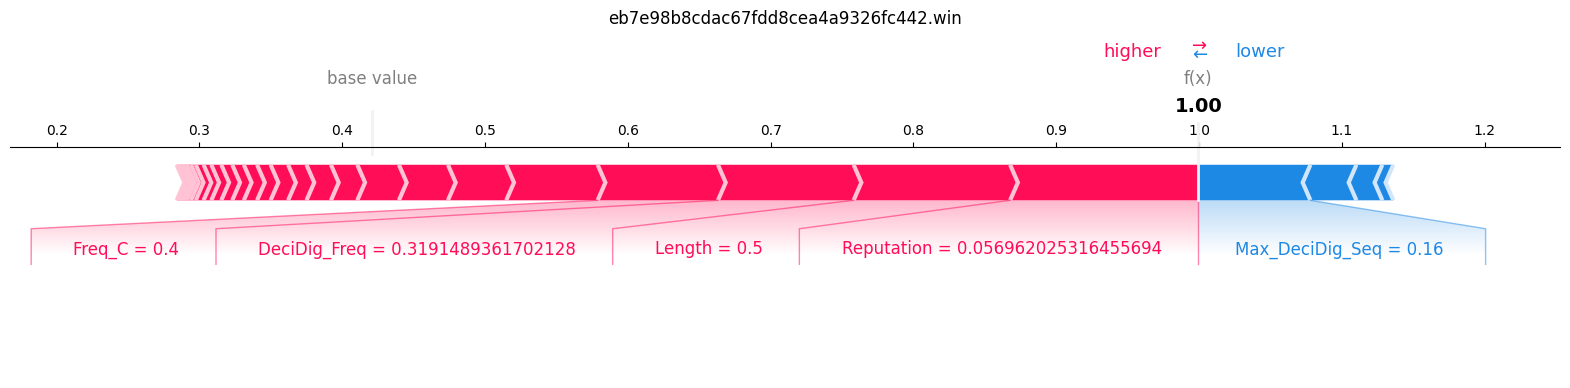 eb7e98b8cdac67fdd8cea4a9326fc442.win
higher → ← lower
base value f(x)
1.00
0.2 0.3 0.4 0.5 0.6 0.7 0.8 0.9 1.0 1.1 1.2
Freq_C = 0.4 DeciDig_Freq = 0.3191489361702128 Length = 0.5 Reputation = 0.056962025316455694 Max_DeciDig_Seq = 0.16